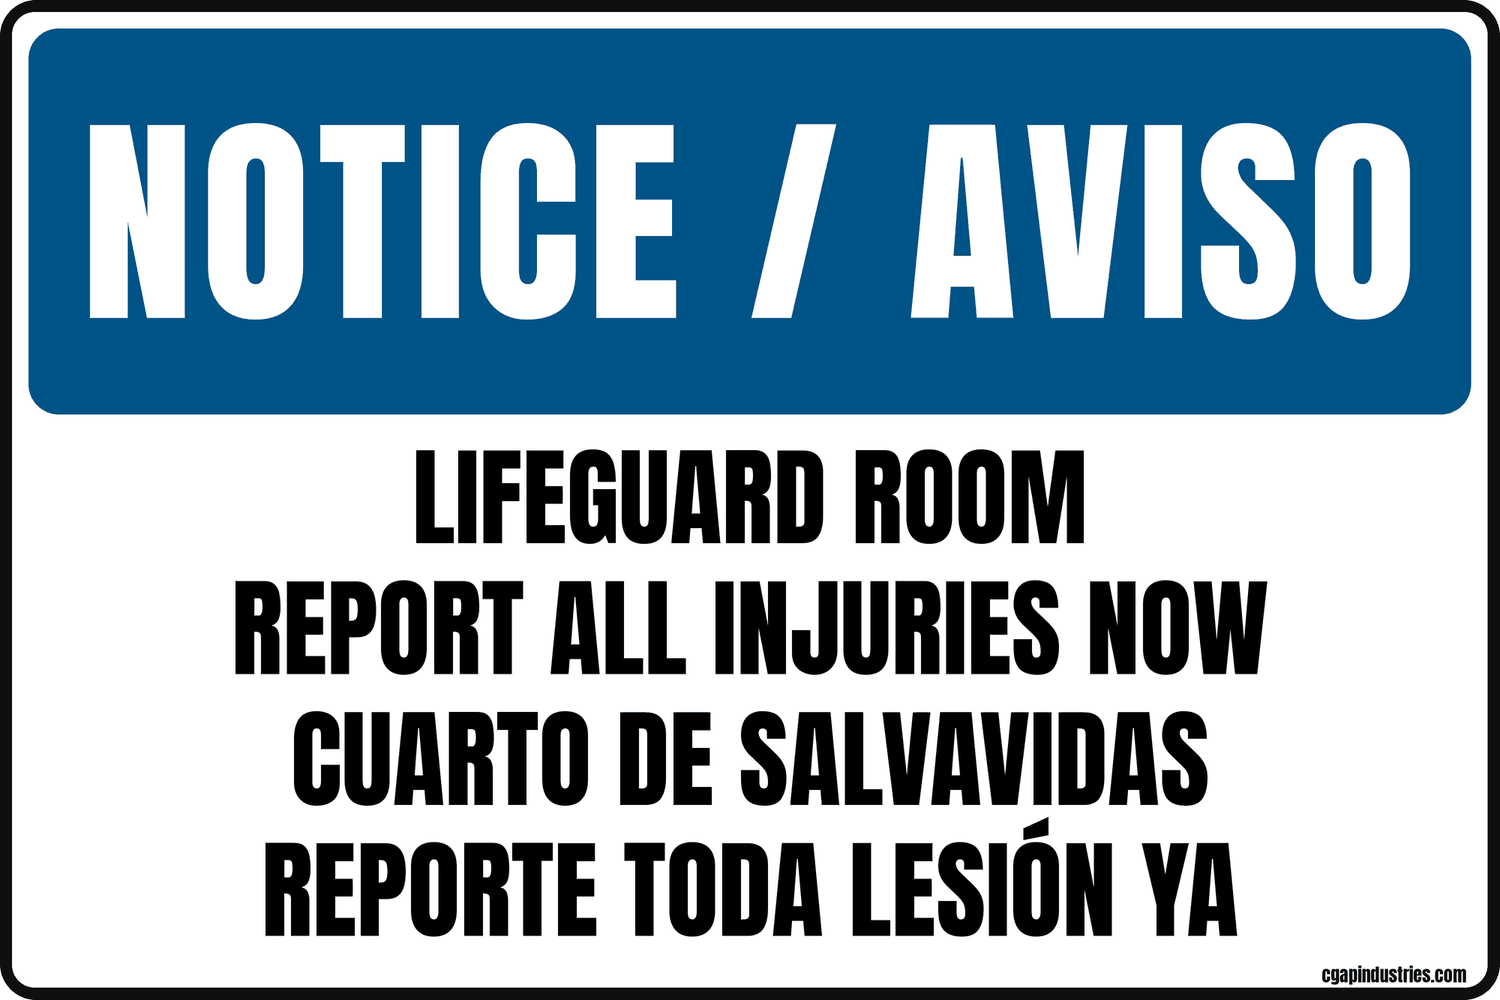 NOTICE / AVISO
LIFEGUARD ROOM
REPORT ALL INJURIES NOW
CUARTO DE SALVAVIDAS
REPORTE TODA LESIÓN YA
cgapindustries.com